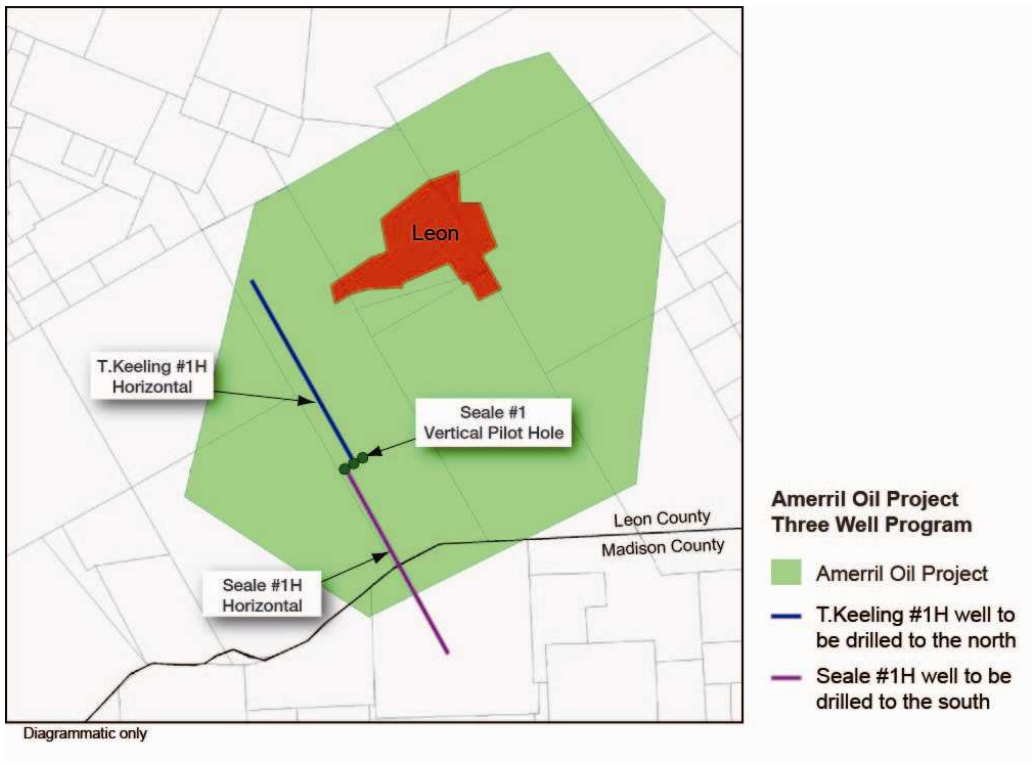 Leon
T.Keeling #1H
Horizontal
Seale #1
Vertical Pilot Hole
Leon County
Madison County
Seale #1H
Horizontal
Amerril Oil Project
Three Well Program
Amerril Oil Project
T.Keeling #1H well to
be drilled to the north
Seale #1H well to be
drilled to the south
Diagrammatic only